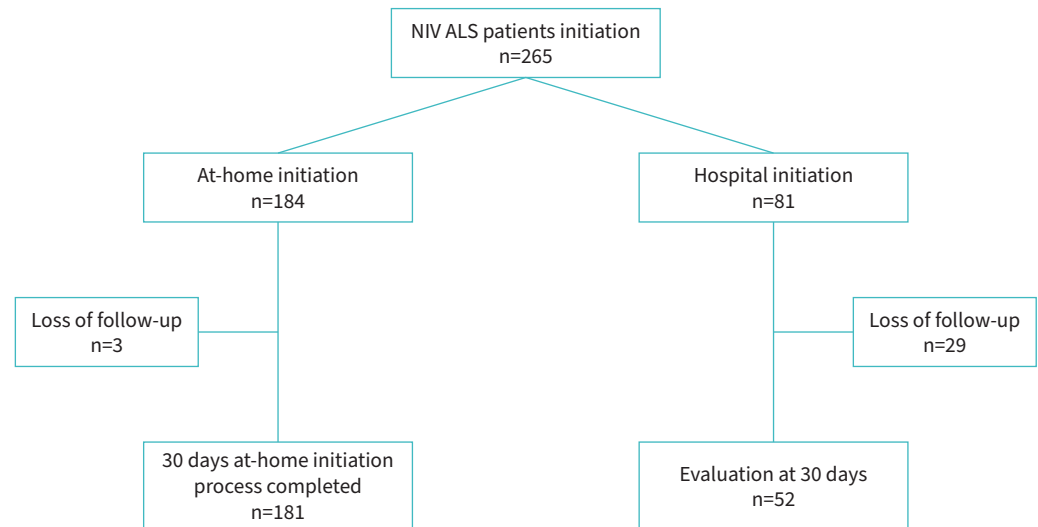 NIV ALS patients initiation
n=265
At-home initiation
n=184
Hospital initiation
n=81
Loss of follow-up
n=3
Loss of follow-up
n=29
30 days at-home initiation
process completed
n=181
Evaluation at 30 days
n=52